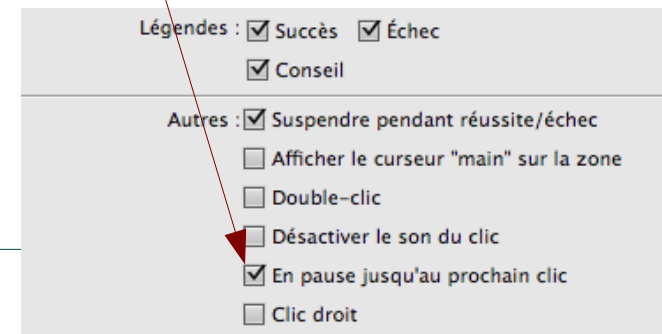 Légendes : Succès Échec
Conseil
Autres : Suspendre pendant réussite/échec
Afficher le curseur "main" sur la zone
Double-clic
Désactiver le son du clic
En pause jusqu'au prochain clic
Clic droit